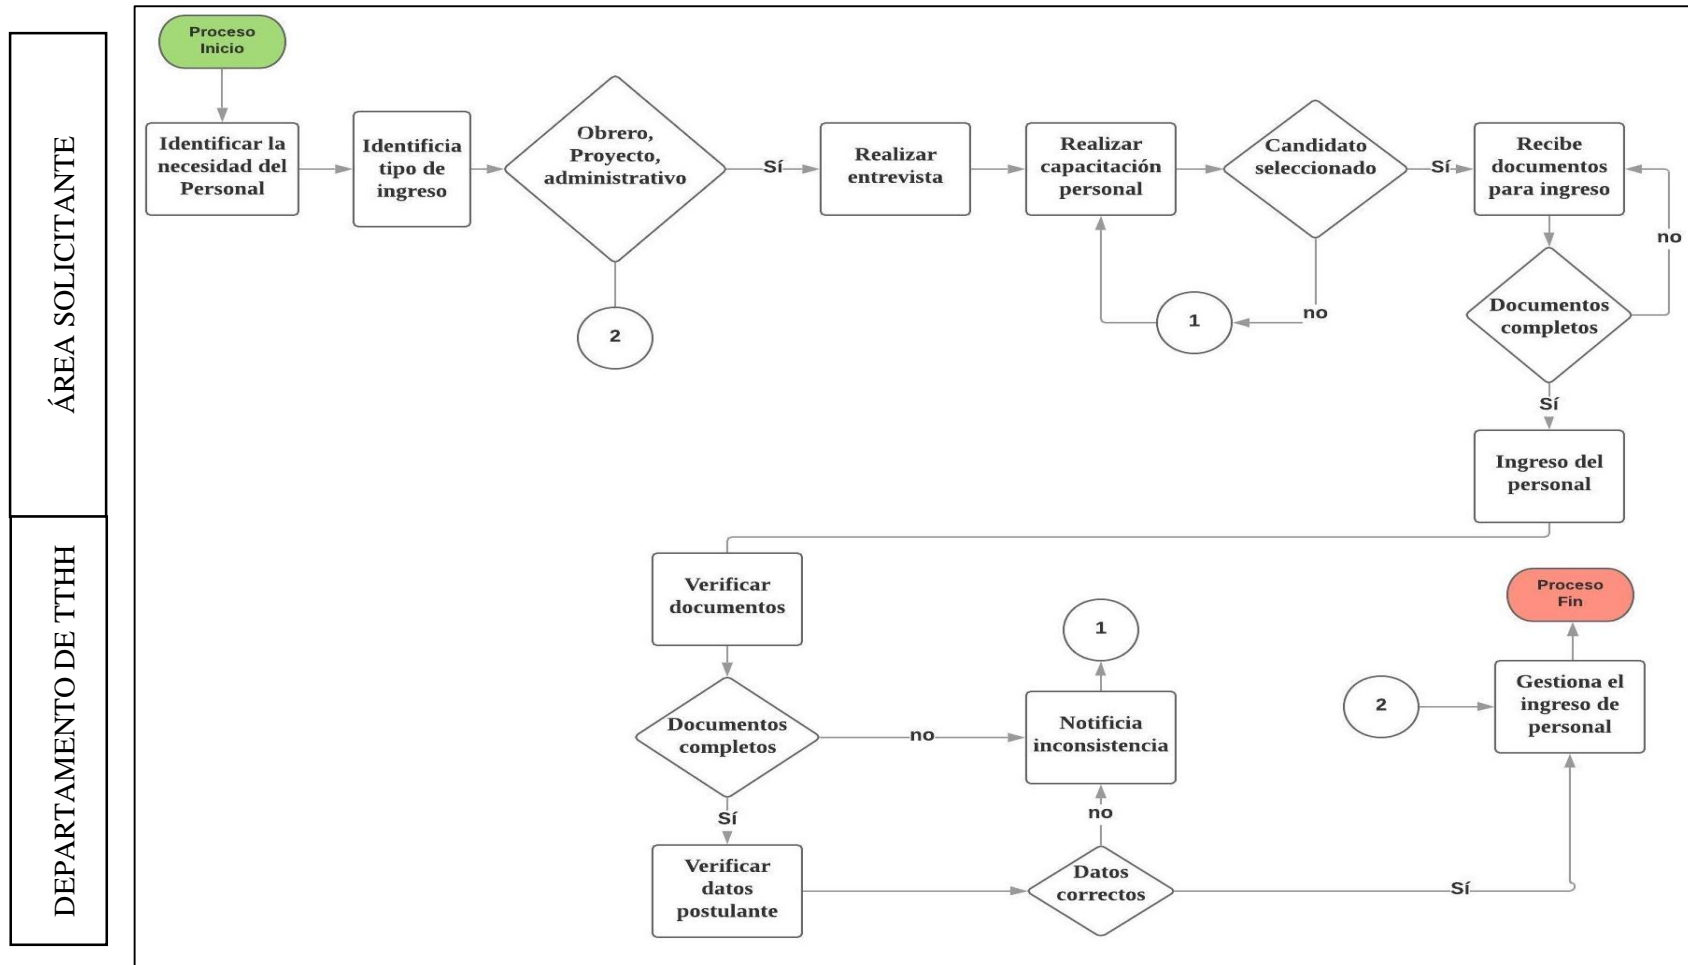 ÁREA SOLICITANTE
Proceso
Inicio
Identificar la
necesidad del
Personal
Identificia
tipo de
ingreso
Obrero,
Proyecto,
administrativo
Sí
2
Realizar
entrevista
Realizar
capacitación
personal
Candidato
seleccionado
Sí
no
1
Recibe
documentos
para ingreso
no
Documentos
completos
Sí
Ingreso del
personal
DEPARTAMENTO DE TTHH
Verificar
documentos
Documentos
completos
no
Sí
Verificar
datos
postulante
1
Notificia
inconsistencia
no
Datos
correctos
Sí
2
Gestiona el
ingreso de
personal
Proceso
Fin